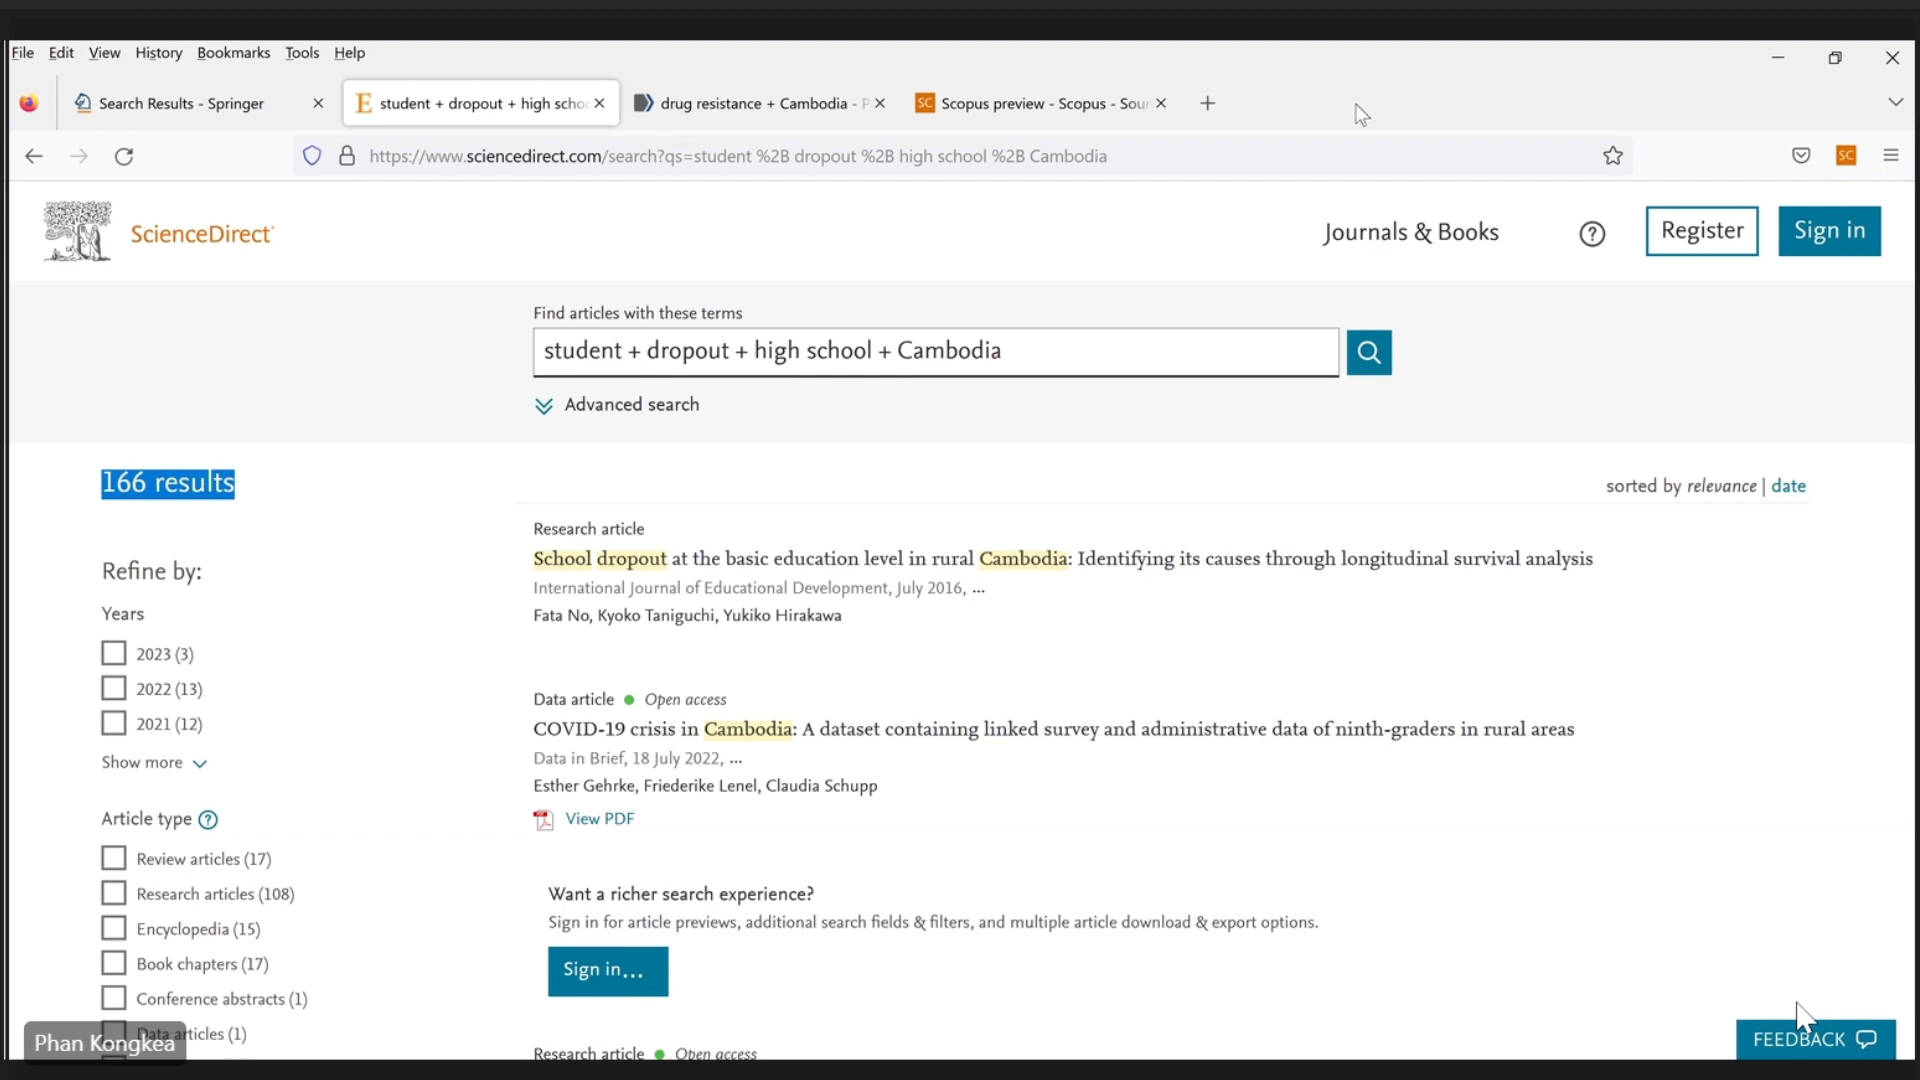 File Edit View History Bookmarks Tools Help
Search Results - Springer
student + dropout + high schoo
drug resistance + Cambodia - P
SC Scopus preview - Scopus - Sour
https://www.sciencedirect.com/search?qs=student %2B dropout %2B high school %2B Cambodia
SC
ScienceDirect
Journals & Books
Register
Sign in
Find articles with these terms
student + dropout + high school + Cambodia
Advanced search
166 results
sorted by relevance | date
Refine by:
Years
2023 (3)
2022 (13)
2021 (12)
Show more
Article type
Review articles (17)
Research articles (108)
Encyclopedia (15)
Book chapters (17)
Conference abstracts (1)
Data articles (1)
Research article
School dropout at the basic education level in rural Cambodia: Identifying its causes through longitudinal survival analysis
International Journal of Educational Development, July 2016, ...
Fata No, Kyoko Taniguchi, Yukiko Hirakawa
Data article Open access
COVID-19 crisis in Cambodia: A dataset containing linked survey and administrative data of ninth-graders in rural areas
Data in Brief, 18 July 2022, ...
Esther Gehrke, Friederike Lenel, Claudia Schupp
View PDF
Want a richer search experience?
Sign in for article previews, additional search fields & filters, and multiple article download & export options.
Sign in...
Research article Open access
FEEDBACK
Phan Kongkea